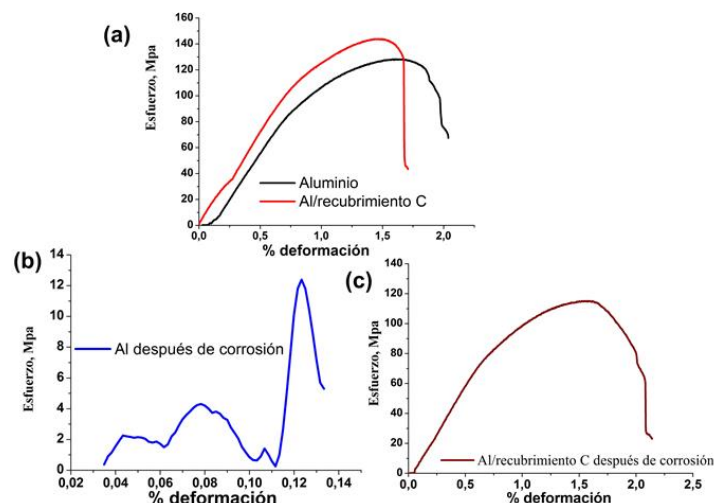 (a)
Esfuerzo, Mpa
160
140
120
100
80
60
40
20
0
Aluminio
Al/recubrimiento C
0,0 0,5 1,0 1,5 2,0
% deformación
(b)
Esfuerzo, Mpa
14
12
10
8
6
4
2
0
Al después de corrosión
0,02 0,04 0,06 0,08 0,10 0,12 0,14
% deformación
(c)
Esfuerzo, Mpa
140
120
100
80
60
40
20
0
Al/recubrimiento C después de corrosión
0,0 0,5 1,0 1,5 2,0 2,5
% deformación